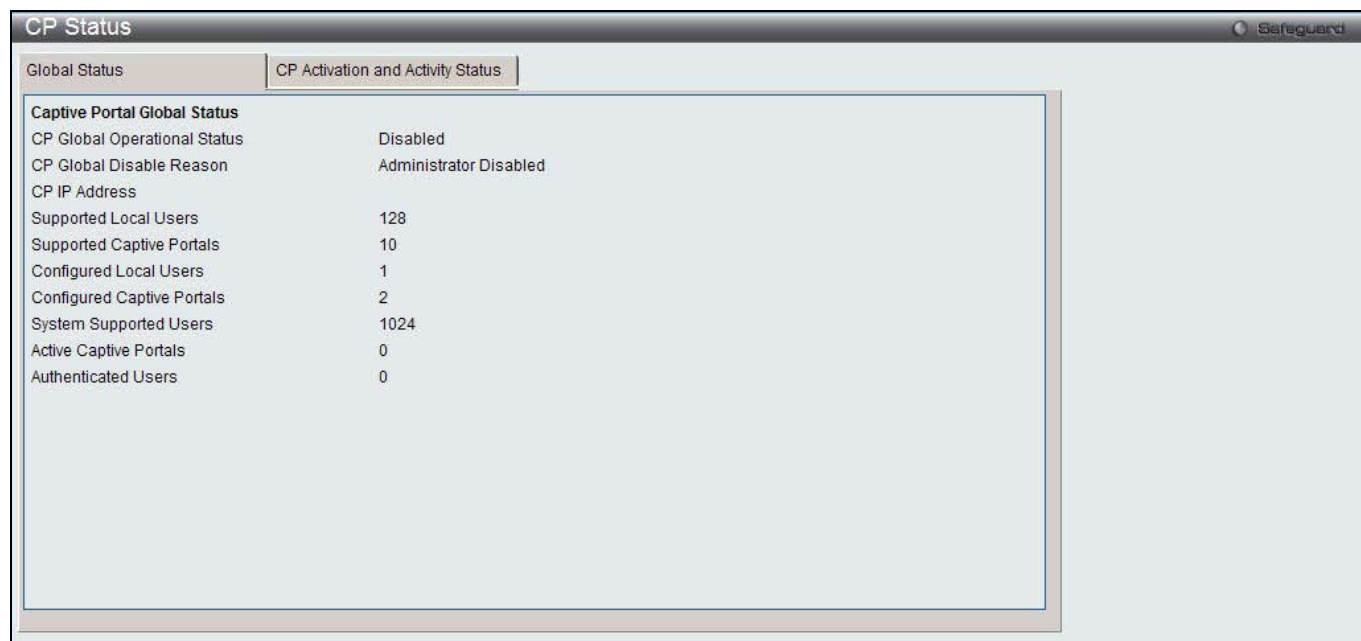 CP Status
Safeguard
Global Status
CP Activation and Activity Status
Captive Portal Global Status
CP Global Operational Status Disabled
CP Global Disable Reason Administrator Disabled
CP IP Address
Supported Local Users 128
Supported Captive Portals 10
Configured Local Users 1
Configured Captive Portals 2
System Supported Users 1024
Active Captive Portals 0
Authenticated Users 0